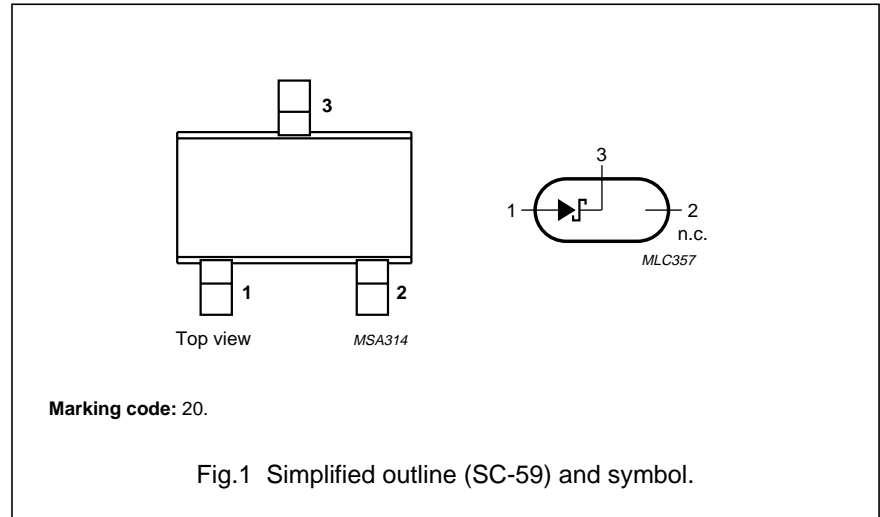 3
1
2
Top view
MSA314
3
1
2
n.c.
MLC357
Marking code: 20.
Fig.1 Simplified outline (SC-59) and symbol.